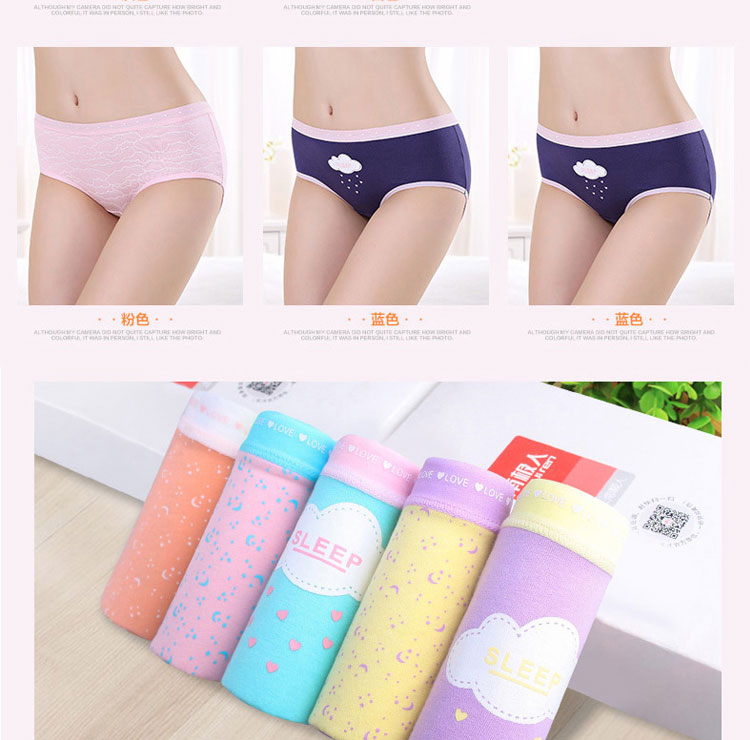 ALTHOUGH MY CAMERA DID NOT QUITE CAPTURE HOW BRIGHT AND
COLORFUL, IT WAS IN PERSON, I STILL LIKE THE PHOTO.
ALTHOUGH MY CAMERA DID NOT QUITE CAPTURE HOW BRIGHT AND
COLORFUL, IT WAS IN PERSON, I STILL LIKE THE PHOTO.
··粉色··
ALTHOUGH MY CAMERA DID NOT QUITE CAPTURE HOW BRIGHT AND
COLORFUL, IT WAS IN PERSON, I STILL LIKE THE PHOTO.
··蓝色··
ALTHOUGH MY CAMERA DID NOT QUITE CAPTURE HOW BRIGHT AND
COLORFUL, IT WAS IN PERSON, I STILL LIKE THE PHOTO.
··蓝色··
ALTHOUGH MY CAMERA DID NOT QUITE CAPTURE HOW BRIGHT AND
COLORFUL, IT WAS IN PERSON, I STILL LIKE THE PHOTO.
LOVE LOVE
LOVE LOVE
LOVE LOVE
SLEEP
SLEEP